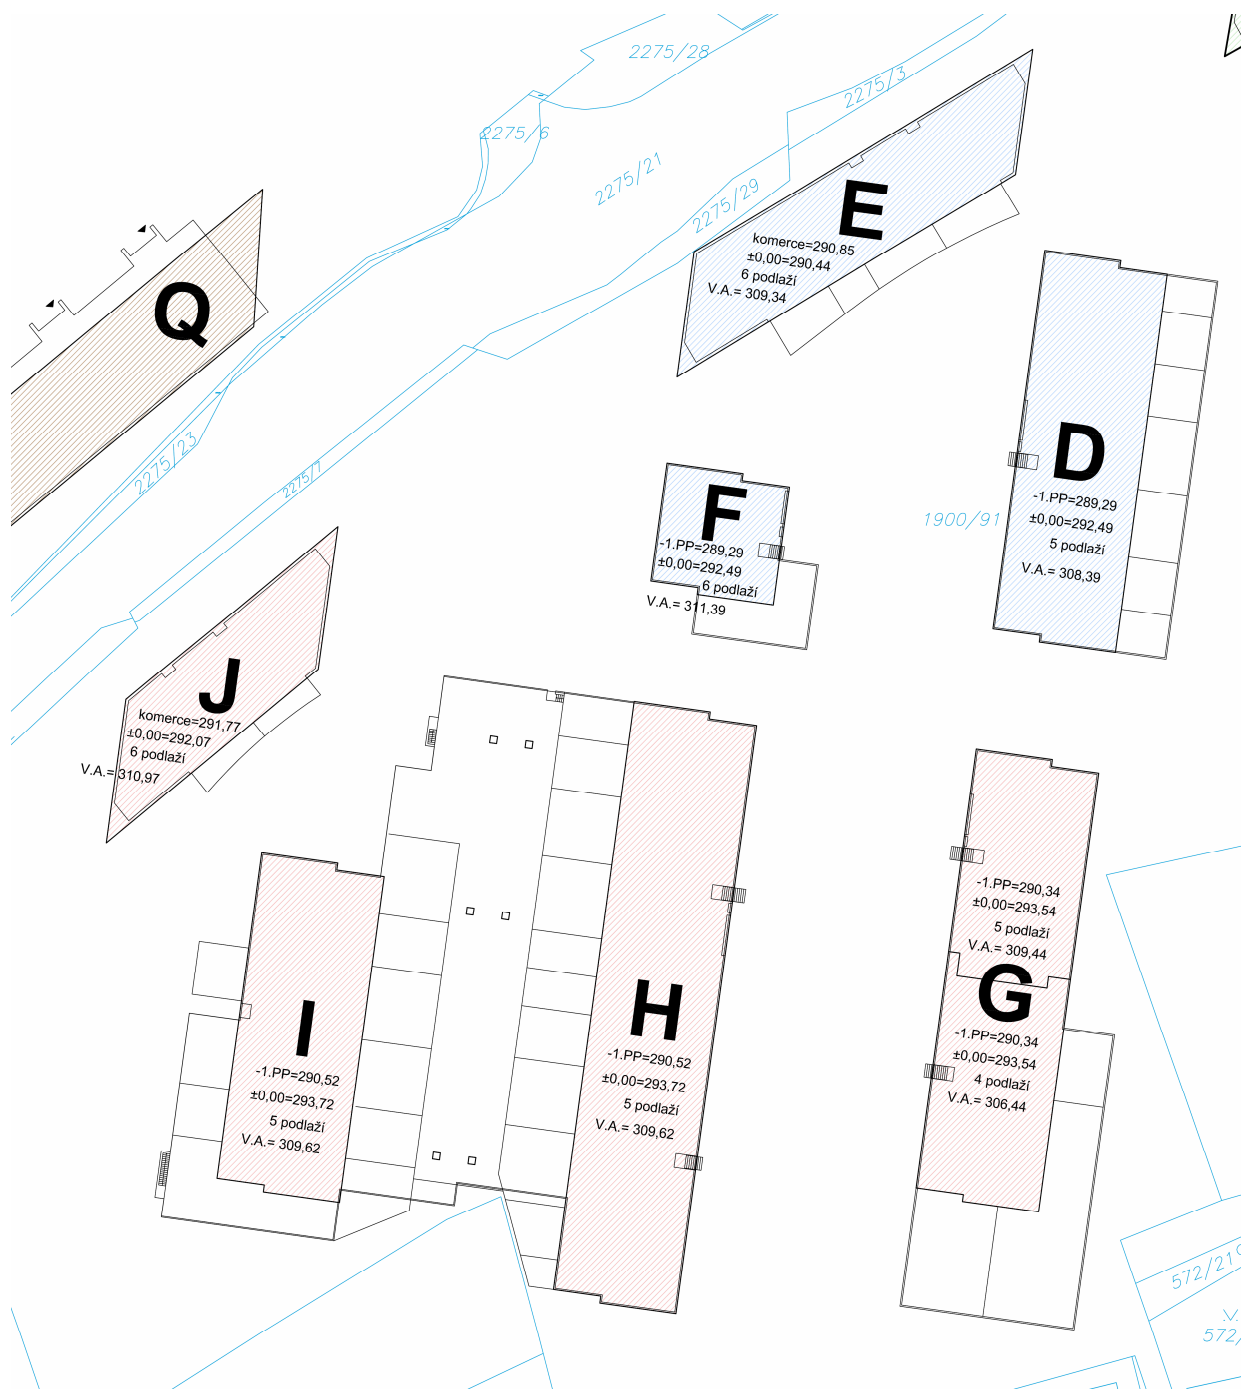 2275/28
2275/3
2275/6
2275/21
2275/29
E
komerce=290.85
±0,00=290,44
6 podlaží
V.A.= 309,34
Q
2275/23
2275/7
D
-1.PP=289,29
±0,00=292,49
5 podlaží
V.A.= 308,39
F
-1.PP=289,29
±0,00=292,49
6 podlaží
V.A.= 311,39
1900/91
J
komerce=291,77
±0,00=292,07
6 podlaží
V.A.= 310,97
-1.PP=290,34
±0,00=293,54
5 podlaží
V.A.= 309,44
G
-1.PP=290,34
±0,00=293,54
4 podlaží
V.A.= 306,44
H
-1.PP=290,52
±0,00=293,72
5 podlaží
V.A.= 309,62
I
-1.PP=290,52
±0,00=293,72
5 podlaží
V.A.= 309,62
572/219
572/